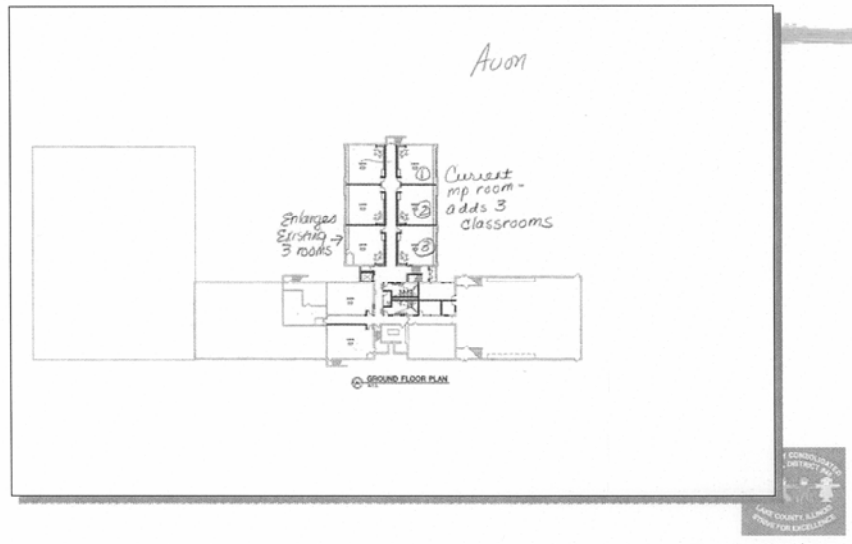 Avon
1
Current
mp room -
adds 3
classrooms
2
Enlarges
Existing
3 rooms →
3
GROUND FLOOR PLAN
CONSOLIDATED
DISTRICT #46
LAKE COUNTY, ILLINOIS
STRIVE FOR EXCELLENCE